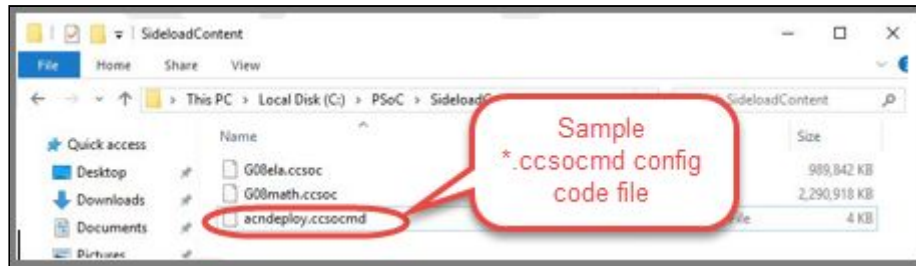 SideloadContent
File Home Share View
This PC > Local Disk (C:) > PSoC > Sideload
SideloadContent
Quick access
Desktop
Downloads
Documents
Pictures
Name
Size
G08ela.ccsoc
989,842 KB
G08math.ccsoc
2,290,918 KB
acndeploy.ccsocmd
File
4 KB
Sample
*.ccsocmd config
code file